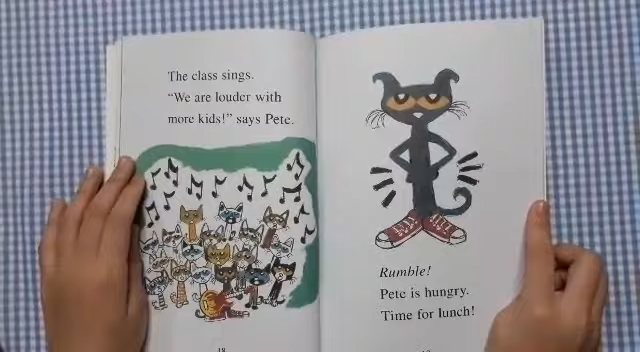 The class sings.
“We are louder with
more kids!” says Pete.
Rumble!
Pete is hungry.
Time for lunch!